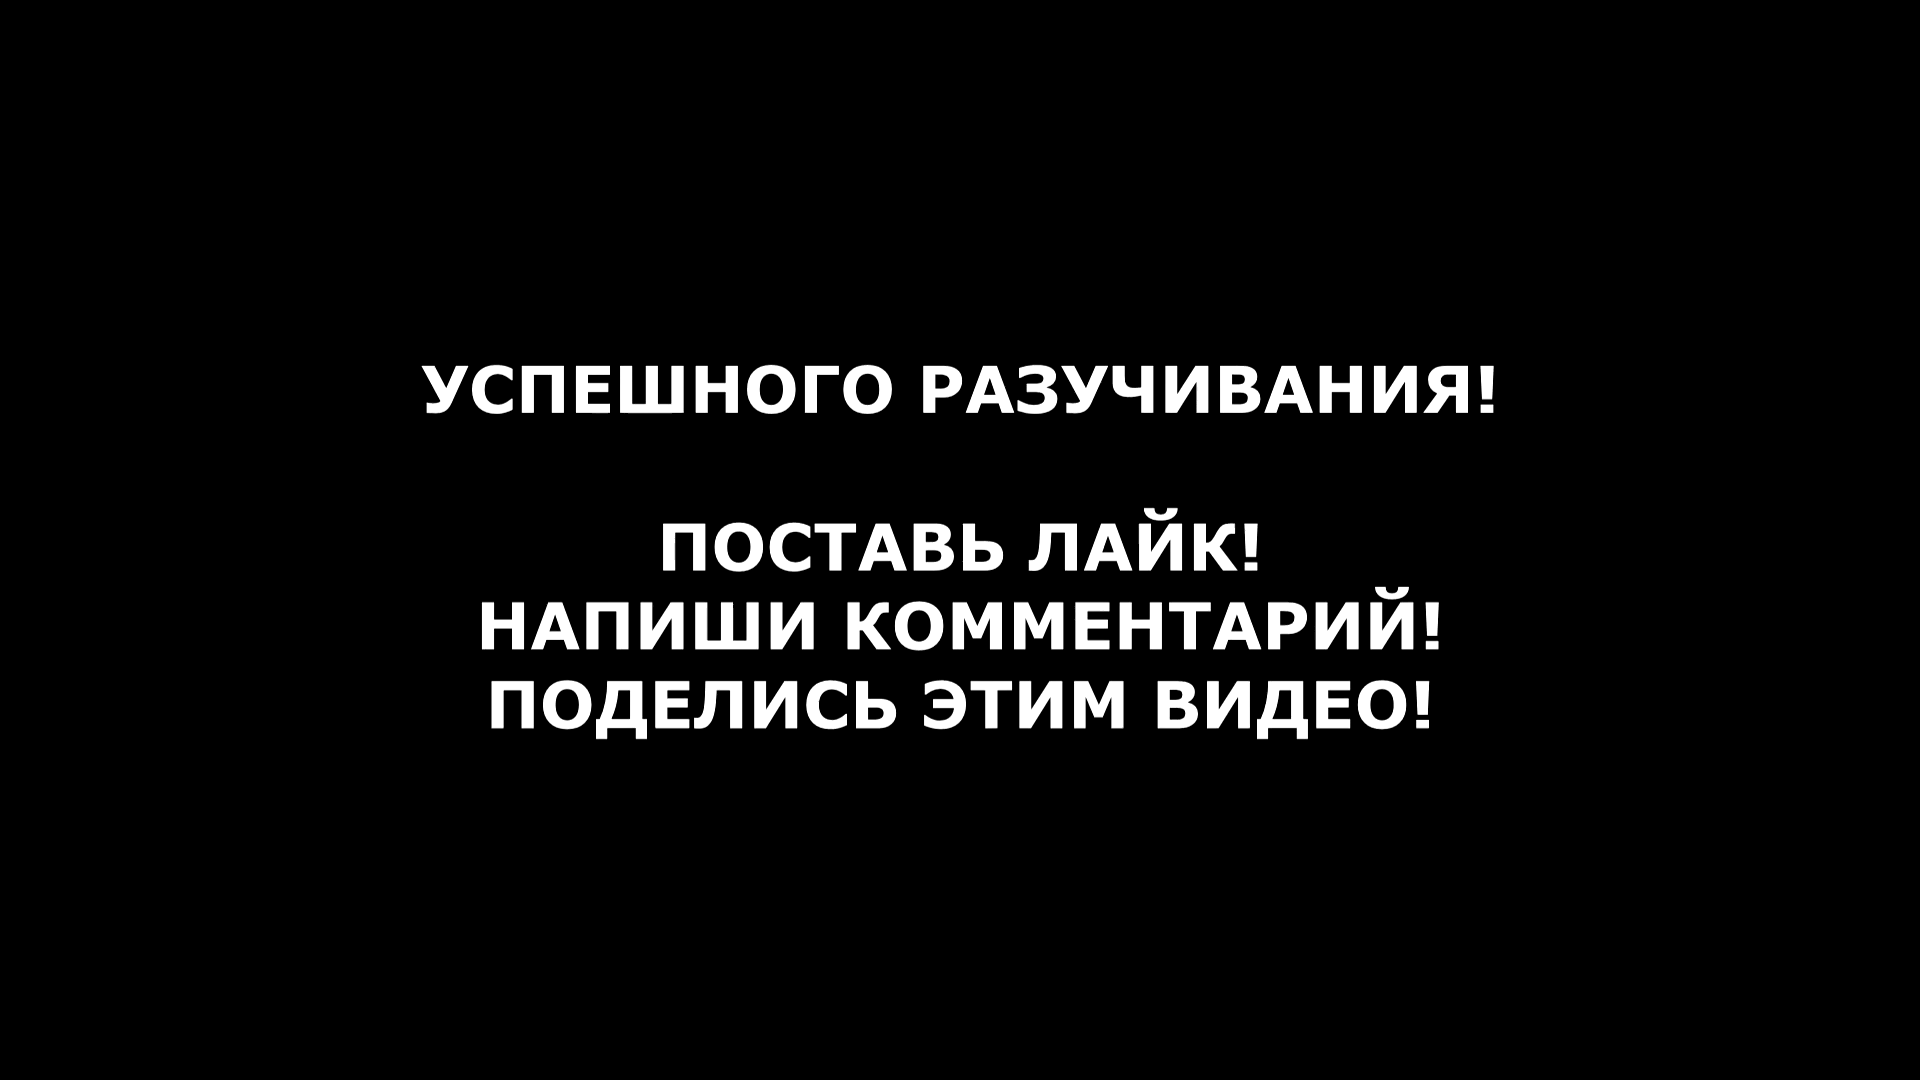 УСПЕШНОГО РАЗУЧИВАНИЯ!
ПОСТАВЬ ЛАЙК!
НАПИШИ КОММЕНТАРИЙ!
ПОДЕЛИСЬ ЭТИМ ВИДЕО!